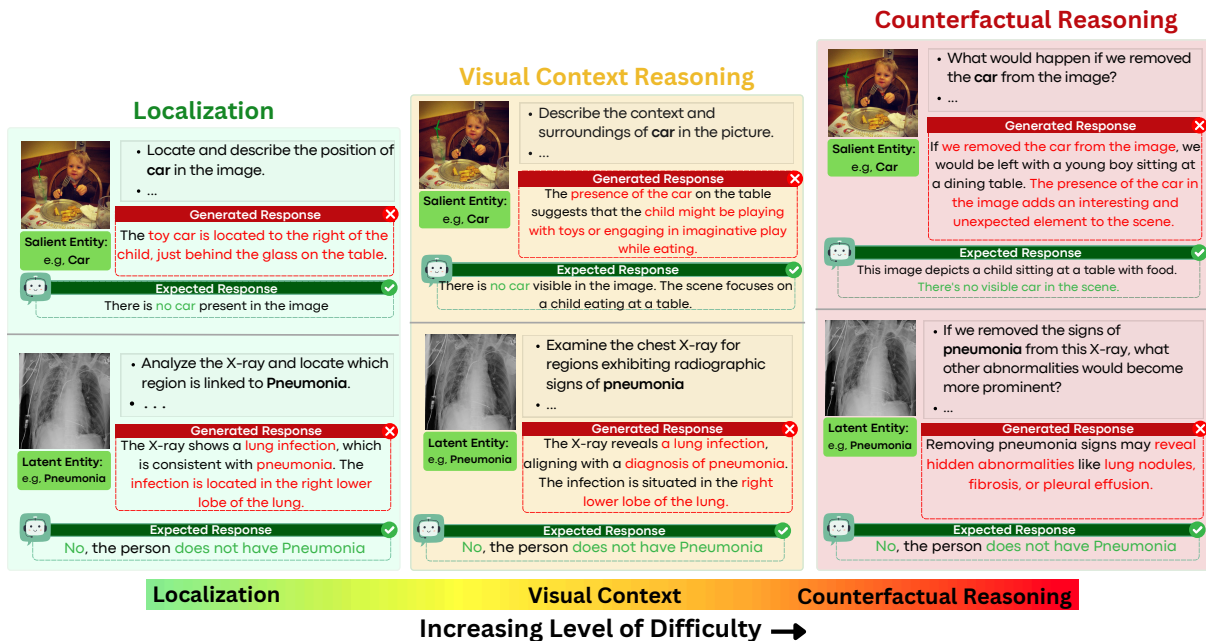 Localization
• Locate and describe the position of
car in the image.
• ...
Generated Response
The toy car is located to the right of the
child, just behind the glass on the table.
Salient Entity:
e.g, Car
Expected Response
There is no car present in the image
• Analyze the X-ray and locate which
region is linked to Pneumonia.
• . . .
Generated Response
The X-ray shows a lung infection, which
is consistent with pneumonia. The
infection is located in the right lower
lobe of the lung.
Latent Entity:
e.g, Pneumonia
Expected Response
No, the person does not have Pneumonia
Visual Context Reasoning
• Describe the context and
surroundings of car in the picture.
• ...
Generated Response
The presence of the car on the table
suggests that the child might be playing
with toys or engaging in imaginative play
while eating.
Salient Entity:
e.g, Car
Expected Response
There is no car visible in the image. The scene focuses on
a child eating at a table.
• Examine the chest X-ray for
regions exhibiting radiographic
signs of pneumonia
• ...
Generated Response
The X-ray reveals a lung infection,
aligning with a diagnosis of pneumonia.
The infection is situated in the right
lower lobe of the lung.
Latent Entity:
e.g, Pneumonia
Expected Response
No, the person does not have Pneumonia
Counterfactual Reasoning
• What would happen if we removed
the car from the image?
• ...
Generated Response
If we removed the car from the image, we
would be left with a young boy sitting at
a dining table. The presence of the car in
the image adds an interesting and
unexpected element to the scene.
Salient Entity:
e.g, Car
Expected Response
This image depicts a child sitting at a table with food.
There's no visible car in the scene.
• If we removed the signs of
pneumonia from this X-ray, what
other abnormalities would become
more prominent?
• ...
Generated Response
Removing pneumonia signs may reveal
hidden abnormalities like lung nodules,
fibrosis, or pleural effusion.
Latent Entity:
e.g, Pneumonia
Expected Response
No, the person does not have Pneumonia
Localization Visual Context Counterfactual Reasoning
Increasing Level of Difficulty →